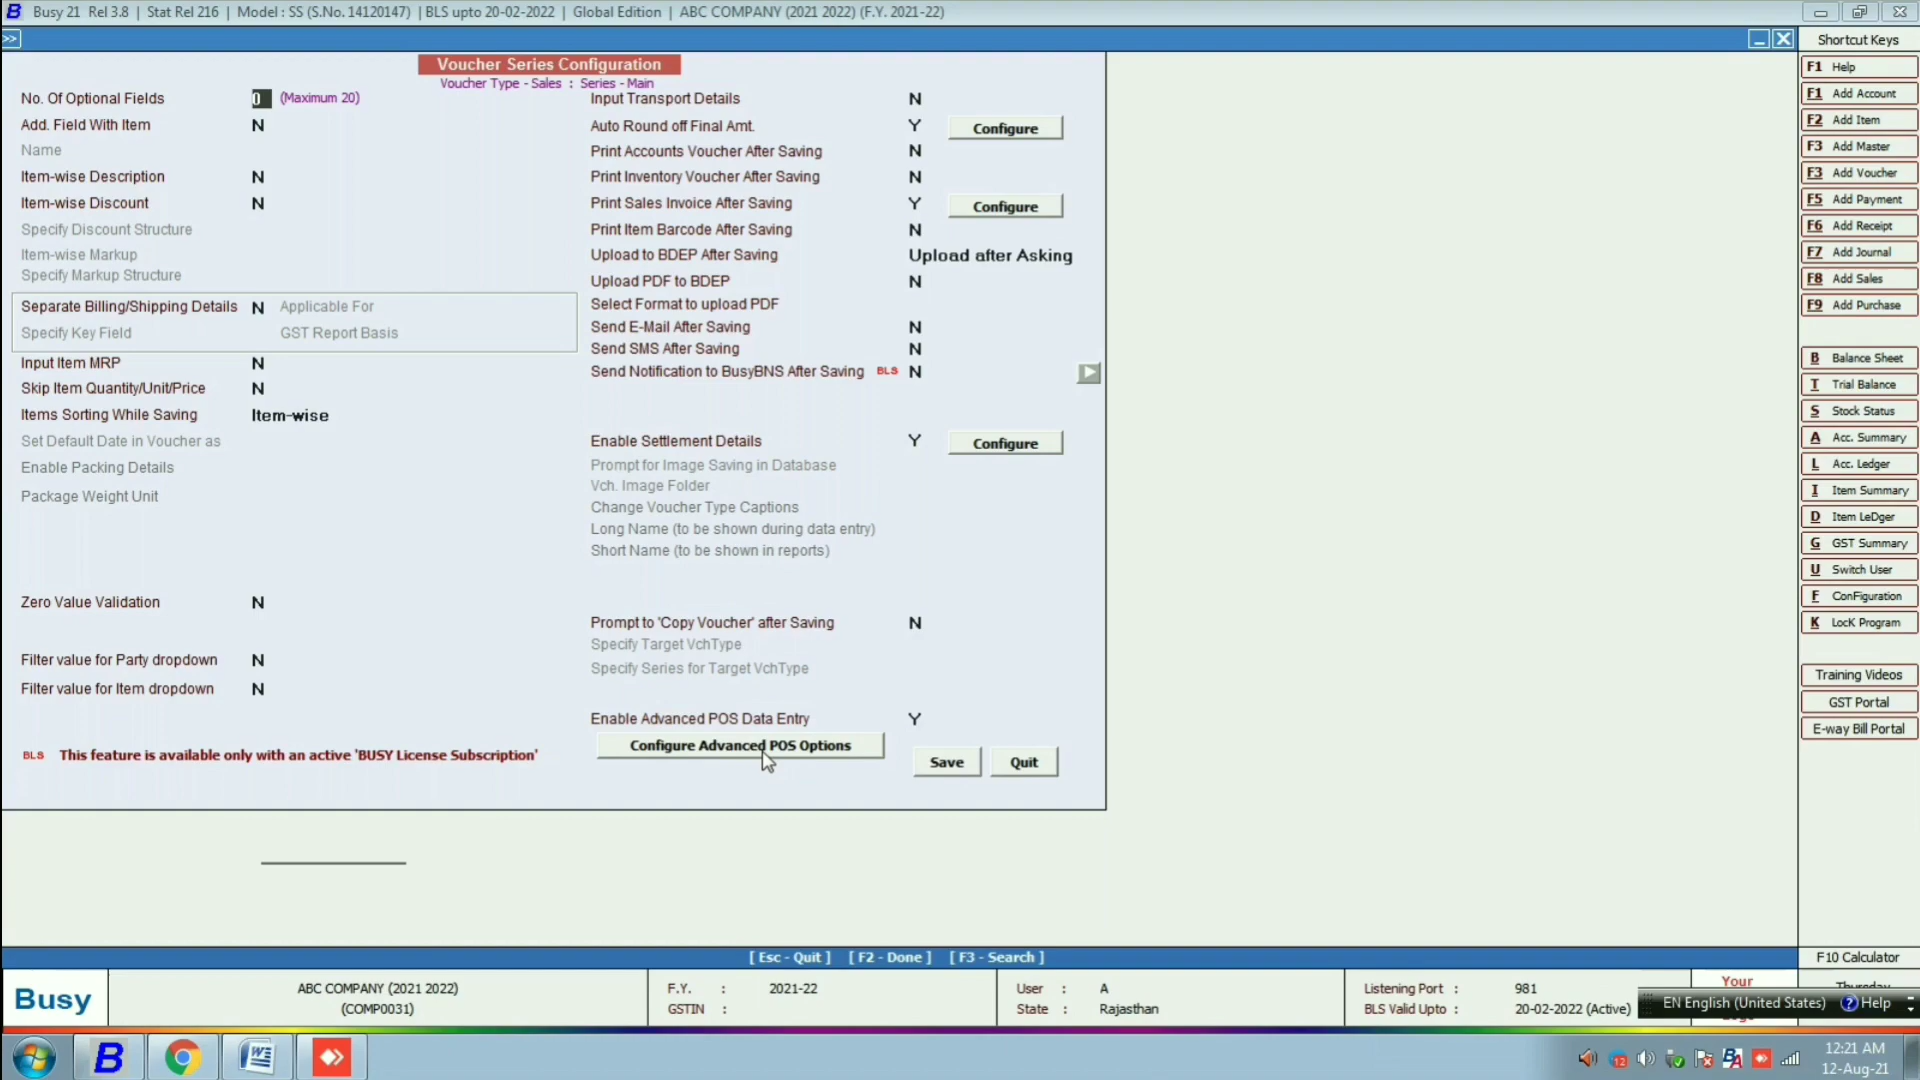 B Busy 21 Rel 3.8 | Stat Rel 216 | Model : SS (S.No. 14120147) | BLS upto 20-02-2022 | Global Edition | ABC COMPANY (2021 2022) (F.Y. 2021-22)
>>
Shortcut Keys
Voucher Series Configuration
Voucher Type - Sales : Series - Main
No. Of Optional Fields 0 (Maximum 20)
Add. Field With Item N
Name
Item-wise Description N
Item-wise Discount N
Specify Discount Structure
Item-wise Markup
Specify Markup Structure
Separate Billing/Shipping Details N Applicable For
Specify Key Field GST Report Basis
Input Item MRP N
Skip Item Quantity/Unit/Price N
Items Sorting While Saving Item-wise
Set Default Date in Voucher as
Enable Packing Details
Package Weight Unit
Zero Value Validation N
Filter value for Party dropdown N
Filter value for Item dropdown N
BLS This feature is available only with an active 'BUSY License Subscription'
Input Transport Details N
Auto Round off Final Amt. Y Configure
Print Accounts Voucher After Saving N
Print Inventory Voucher After Saving N
Print Sales Invoice After Saving Y Configure
Print Item Barcode After Saving N
Upload to BDEP After Saving Upload after Asking
Upload PDF to BDEP N
Select Format to upload PDF
Send E-Mail After Saving N
Send SMS After Saving N
Send Notification to BusyBNS After Saving BLS N
Enable Settlement Details Y Configure
Prompt for Image Saving in Database
Vch. Image Folder
Change Voucher Type Captions
Long Name (to be shown during data entry)
Short Name (to be shown in reports)
Prompt to 'Copy Voucher' after Saving N
Specify Target VchType
Specify Series for Target VchType
Enable Advanced POS Data Entry Y
Configure Advanced POS Options
Save Quit
F1 Help
F1 Add Account
F2 Add Item
F3 Add Master
F3 Add Voucher
F5 Add Payment
F6 Add Receipt
F7 Add Journal
F8 Add Sales
F9 Add Purchase
B Balance Sheet
T Trial Balance
S Stock Status
A Acc. Summary
L Acc. Ledger
I Item Summary
D Item LeDger
G GST Summary
U Switch User
F ConFiguration
K LocK Program
Training Videos
GST Portal
E-way Bill Portal
[ Esc - Quit ] [ F2 - Done ] [ F3 - Search ]
F10 Calculator
Busy
ABC COMPANY (2021 2022)
(COMP0031)
F.Y. : 2021-22
GSTIN :
User : A
State : Rajasthan
Listening Port : 981
BLS Valid Upto : 20-02-2022 (Active)
Your
Thursday
EN English (United States) Help
12:21 AM
12-Aug-21